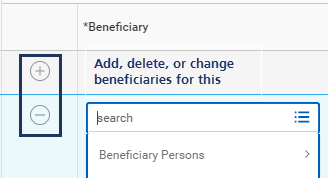 *Beneficiary
Add, delete, or change
beneficiaries for this
search
Beneficiary Persons